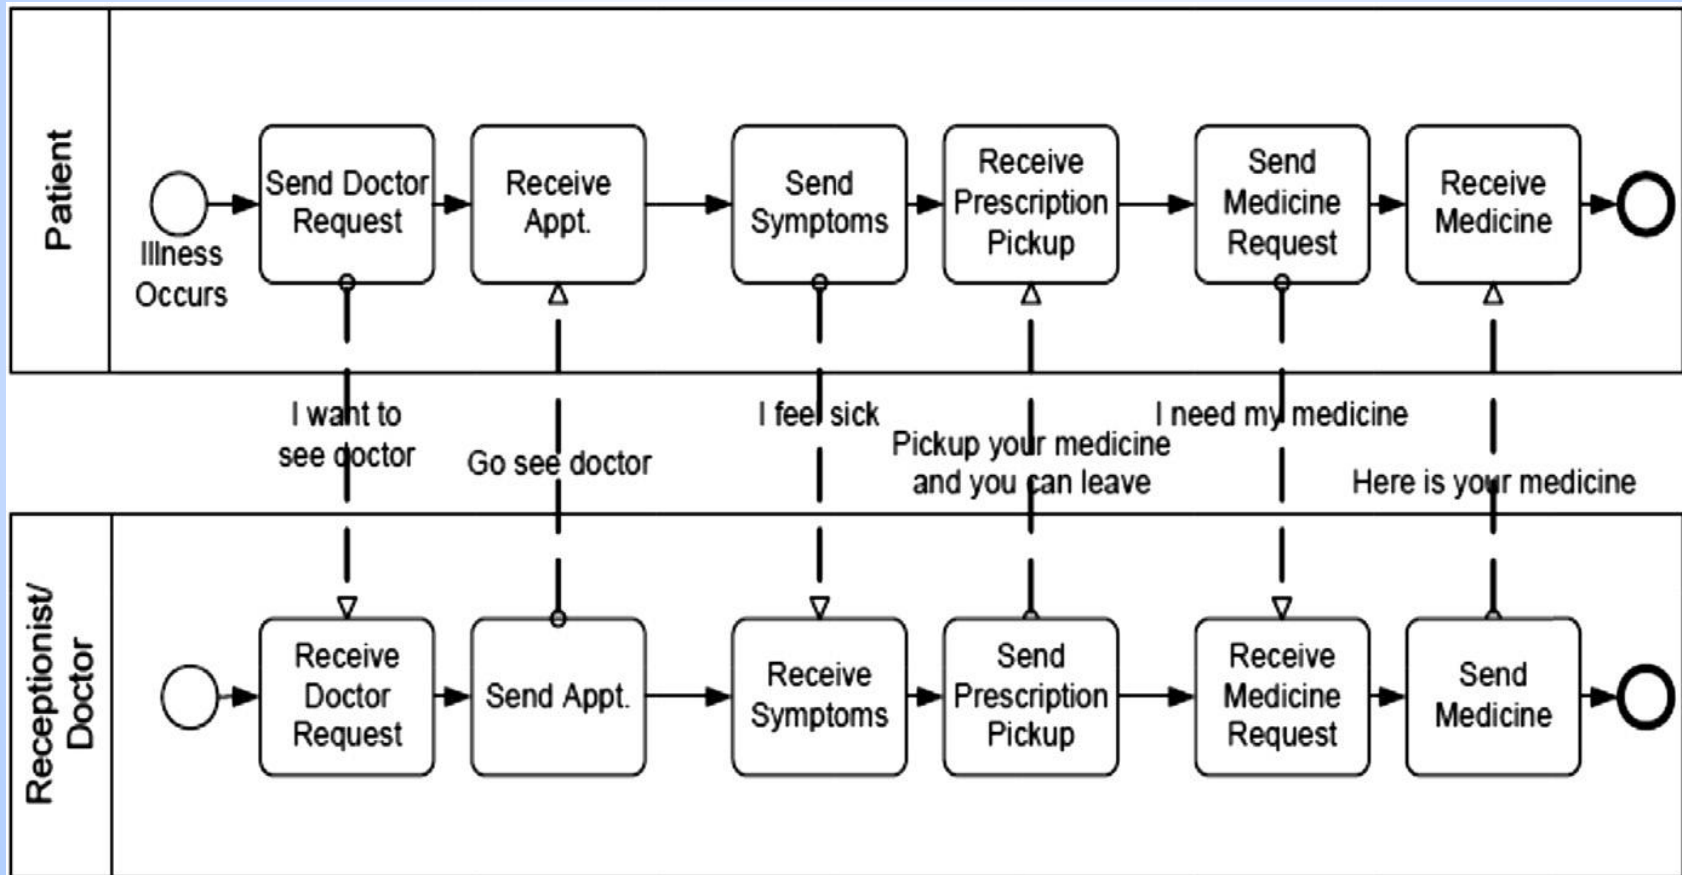 Patient
Illness
Occurs
Send Doctor
Request
Receive
Appt.
Send
Symptoms
Receive
Prescription
Pickup
Send
Medicine
Request
Receive
Medicine
I want to
see doctor
Go see doctor
I feel sick
Pickup your medicine
and you can leave
I need my medicine
Here is your medicine
Receptionist/
Doctor
Receive
Doctor
Request
Send Appt.
Receive
Symptoms
Send
Prescription
Pickup
Receive
Medicine
Request
Send
Medicine